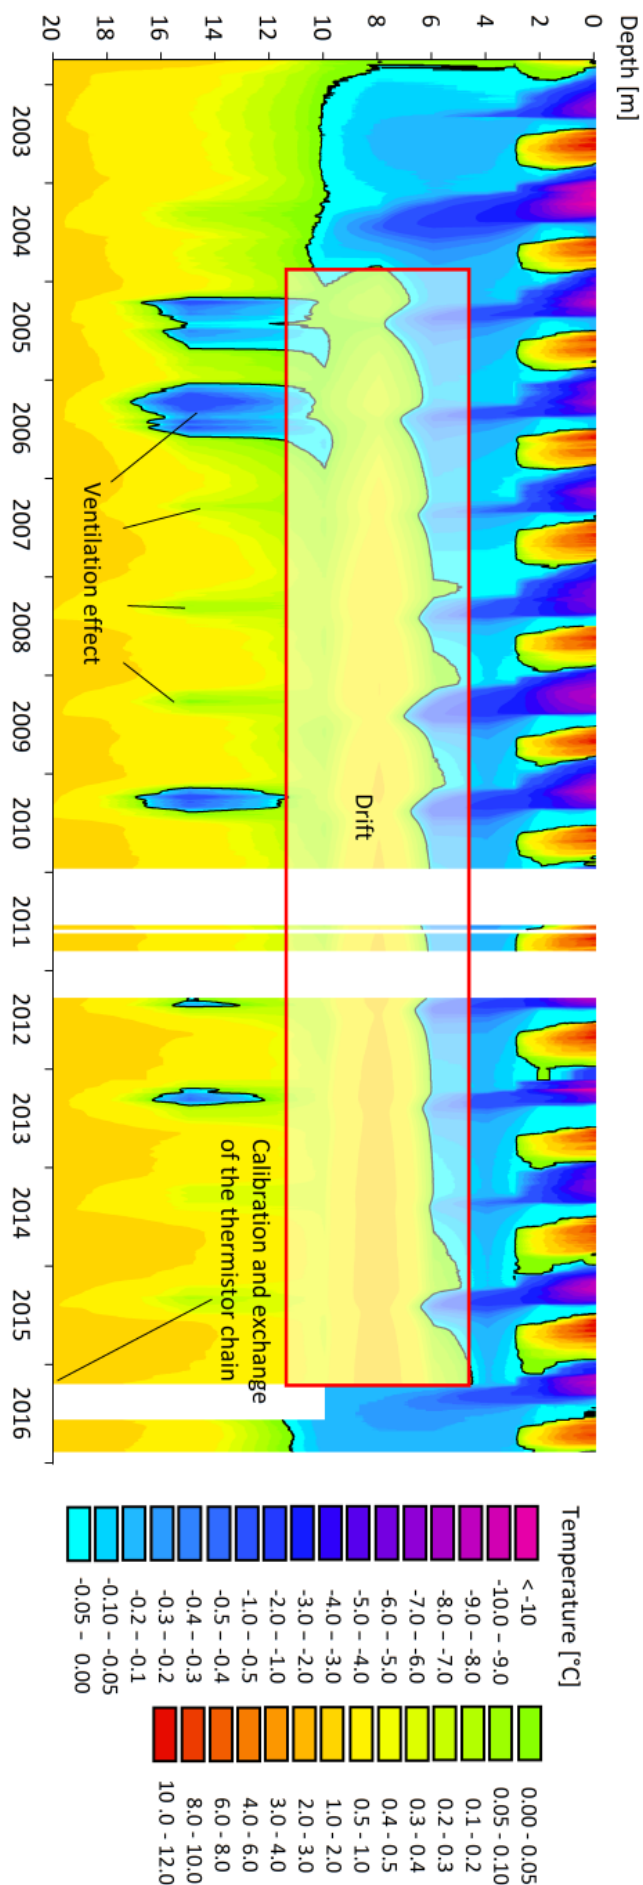 Depth [m]
0
2
4
6
8
10
12
14
16
18
20
Drift
Ventilation effect
Calibration and exchange
of the thermistor chain
2003
2004
2005
2006
2007
2008
2009
2010
2011
2012
2013
2014
2015
2016
Temperature [°C]
< -10
-10.0 – -9.0
-9.0 – -8.0
-8.0 – -7.0
-7.0 – -6.0
-6.0 – -5.0
-5.0 – -4.0
-4.0 – -3.0
-3.0 – -2.0
-2.0 – -1.0
-1.0 – -0.5
-0.5 – -0.4
-0.4 – -0.3
-0.3 – -0.2
-0.2 – -0.1
-0.10 – -0.05
-0.05 – 0.00
0.00 - 0.05
0.05 - 0.10
0.1 - 0.2
0.2 - 0.3
0.3 - 0.4
0.4 - 0.5
0.5 - 1.0
1.0 - 2.0
2.0 - 3.0
3.0 - 4.0
4.0 - 6.0
6.0 - 8.0
8.0 - 10.0
10 .0 - 12.0